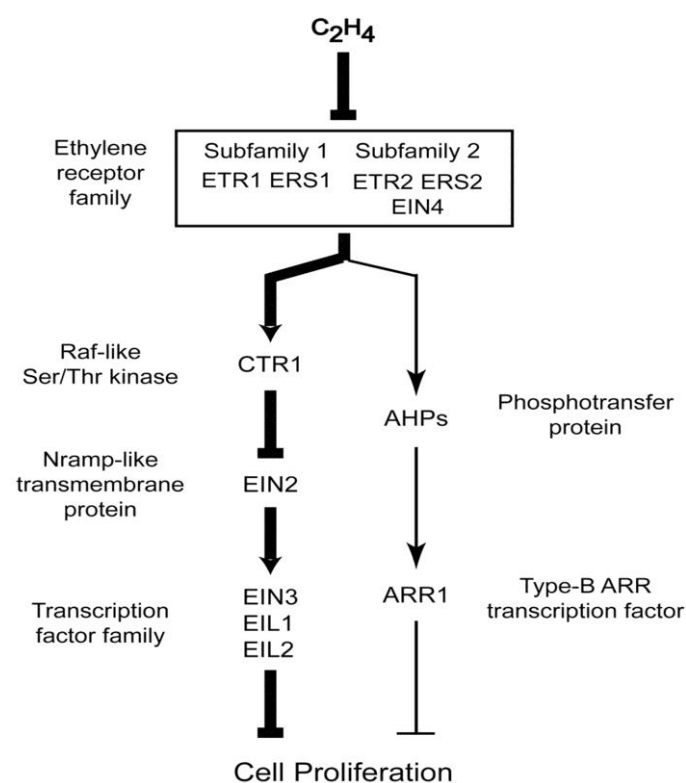 C₂H₄
Ethylene
receptor
family
Subfamily 1
ETR1 ERS1
Subfamily 2
ETR2 ERS2
EIN4
Raf-like
Ser/Thr kinase
CTR1
AHPs
Phosphotransfer
protein
Nramp-like
transmembrane
protein
EIN2
Transcription
factor family
EIN3
EIL1
EIL2
ARR1
Type-B ARR
transcription factor
Cell Proliferation